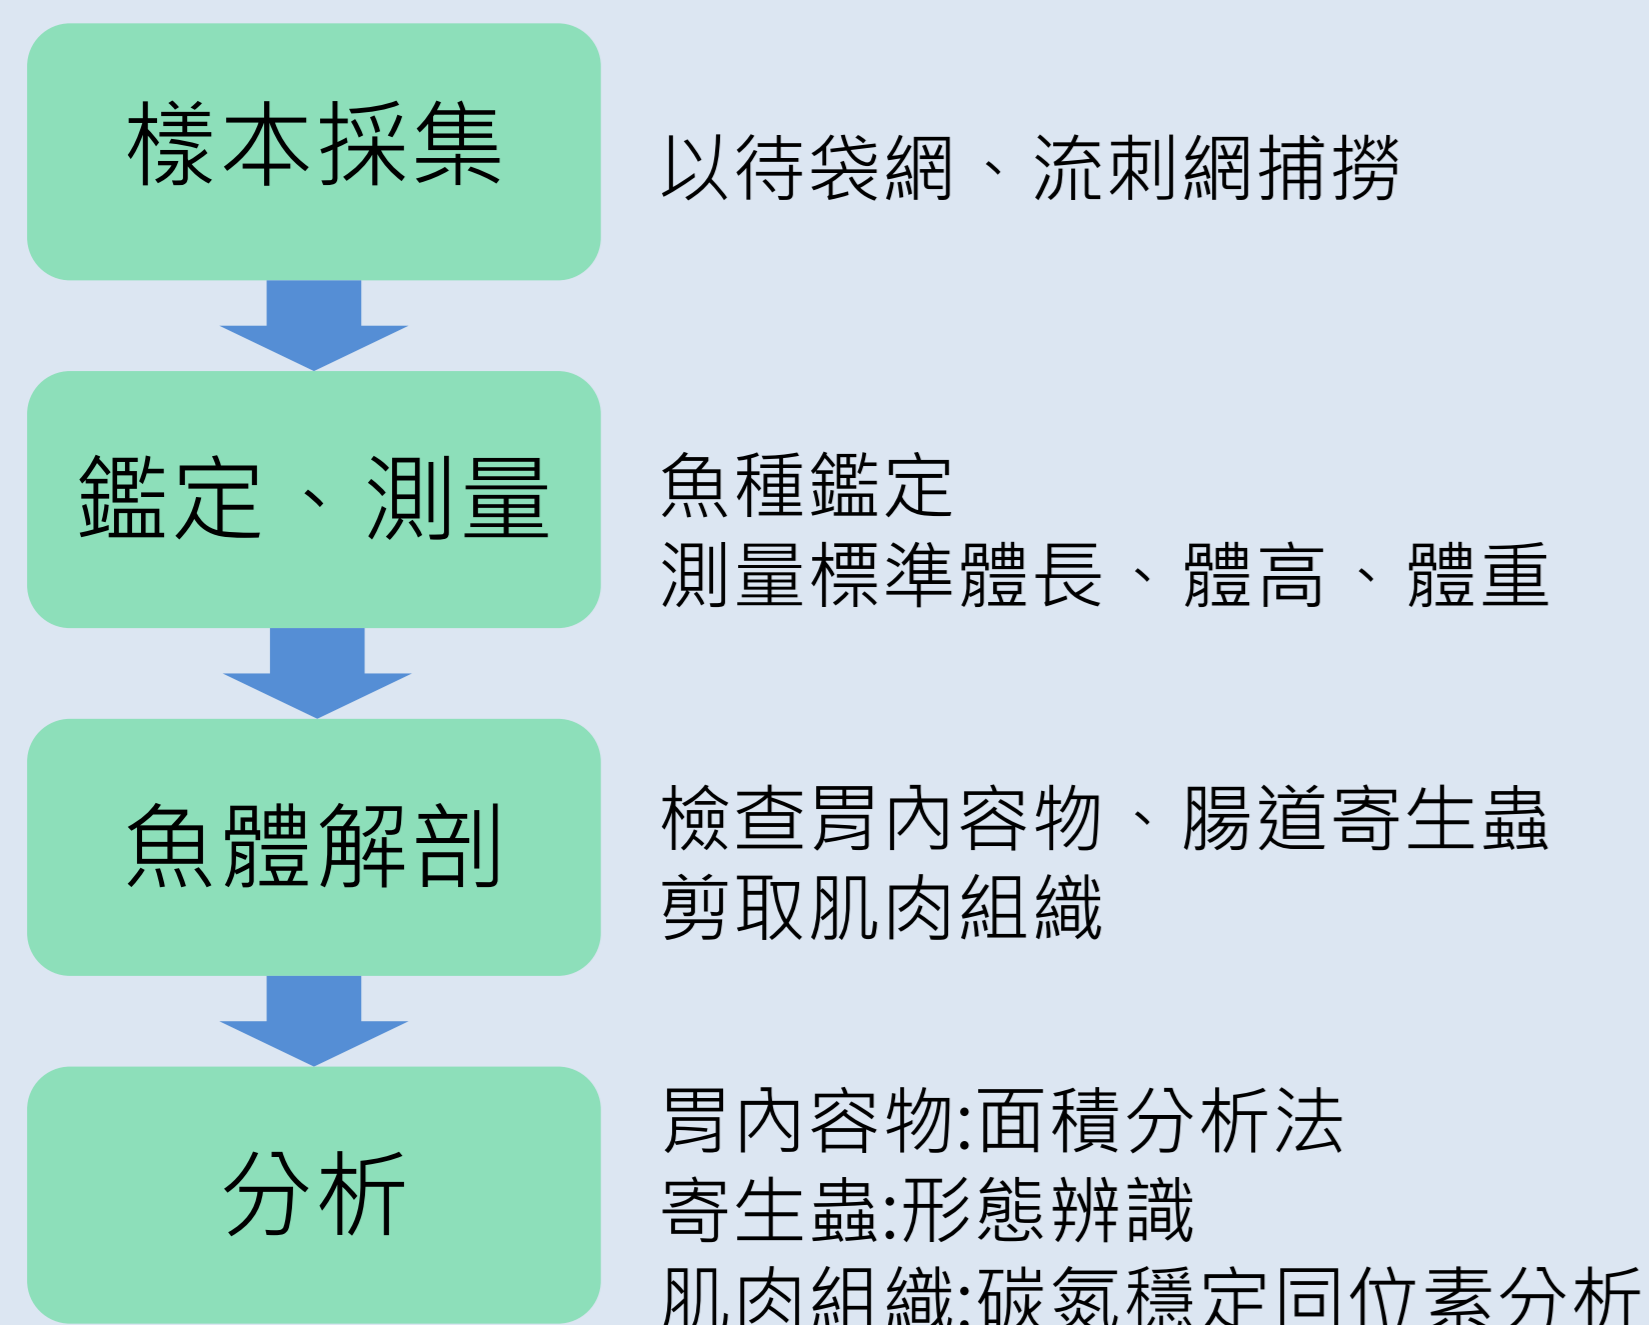 樣本採集
以待袋網、流刺網捕撈
鑑定、測量
魚種鑑定
測量標準體長、體高、體重
魚體解剖
檢查胃內容物、腸道寄生蟲
剪取肌肉組織
分析
胃內容物:面積分析法
寄生蟲:形態辨識
肌肉組織:碳氮穩定同位素分析